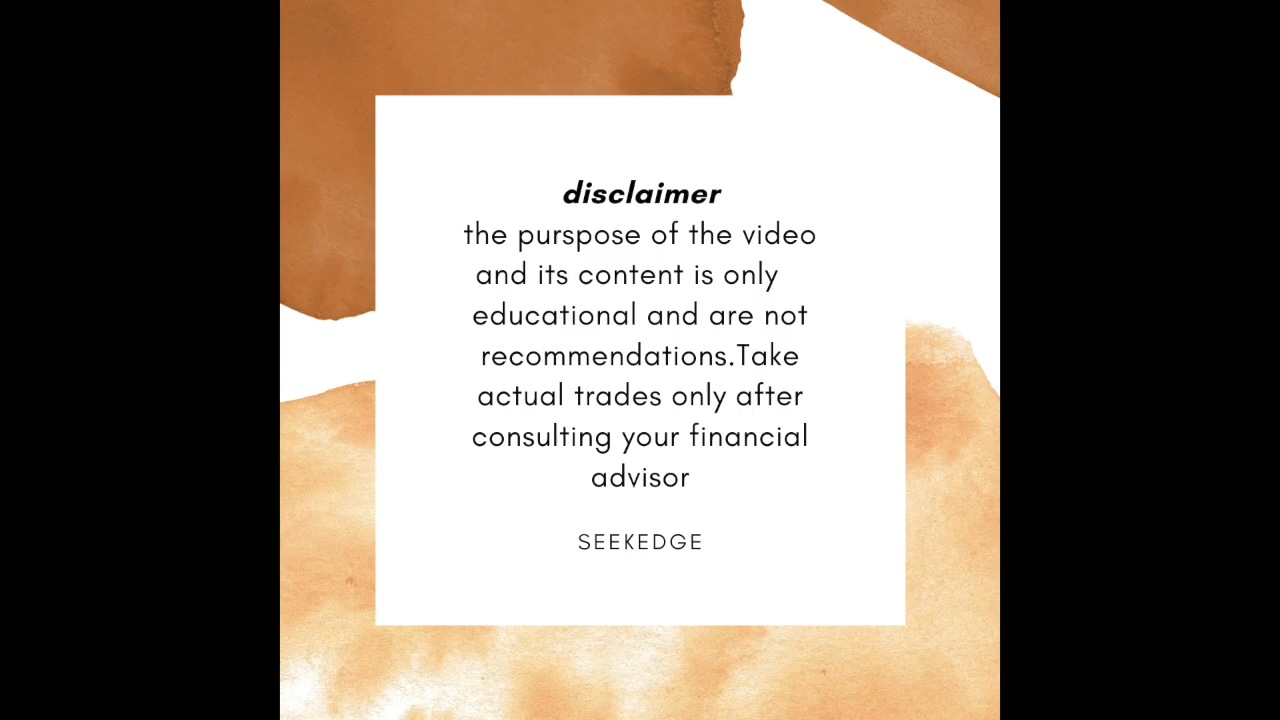 disclaimer
the purspose of the video
and its content is only
educational and are not
recommendations.Take
actual trades only after
consulting your financial
advisor
SEEKEDGE